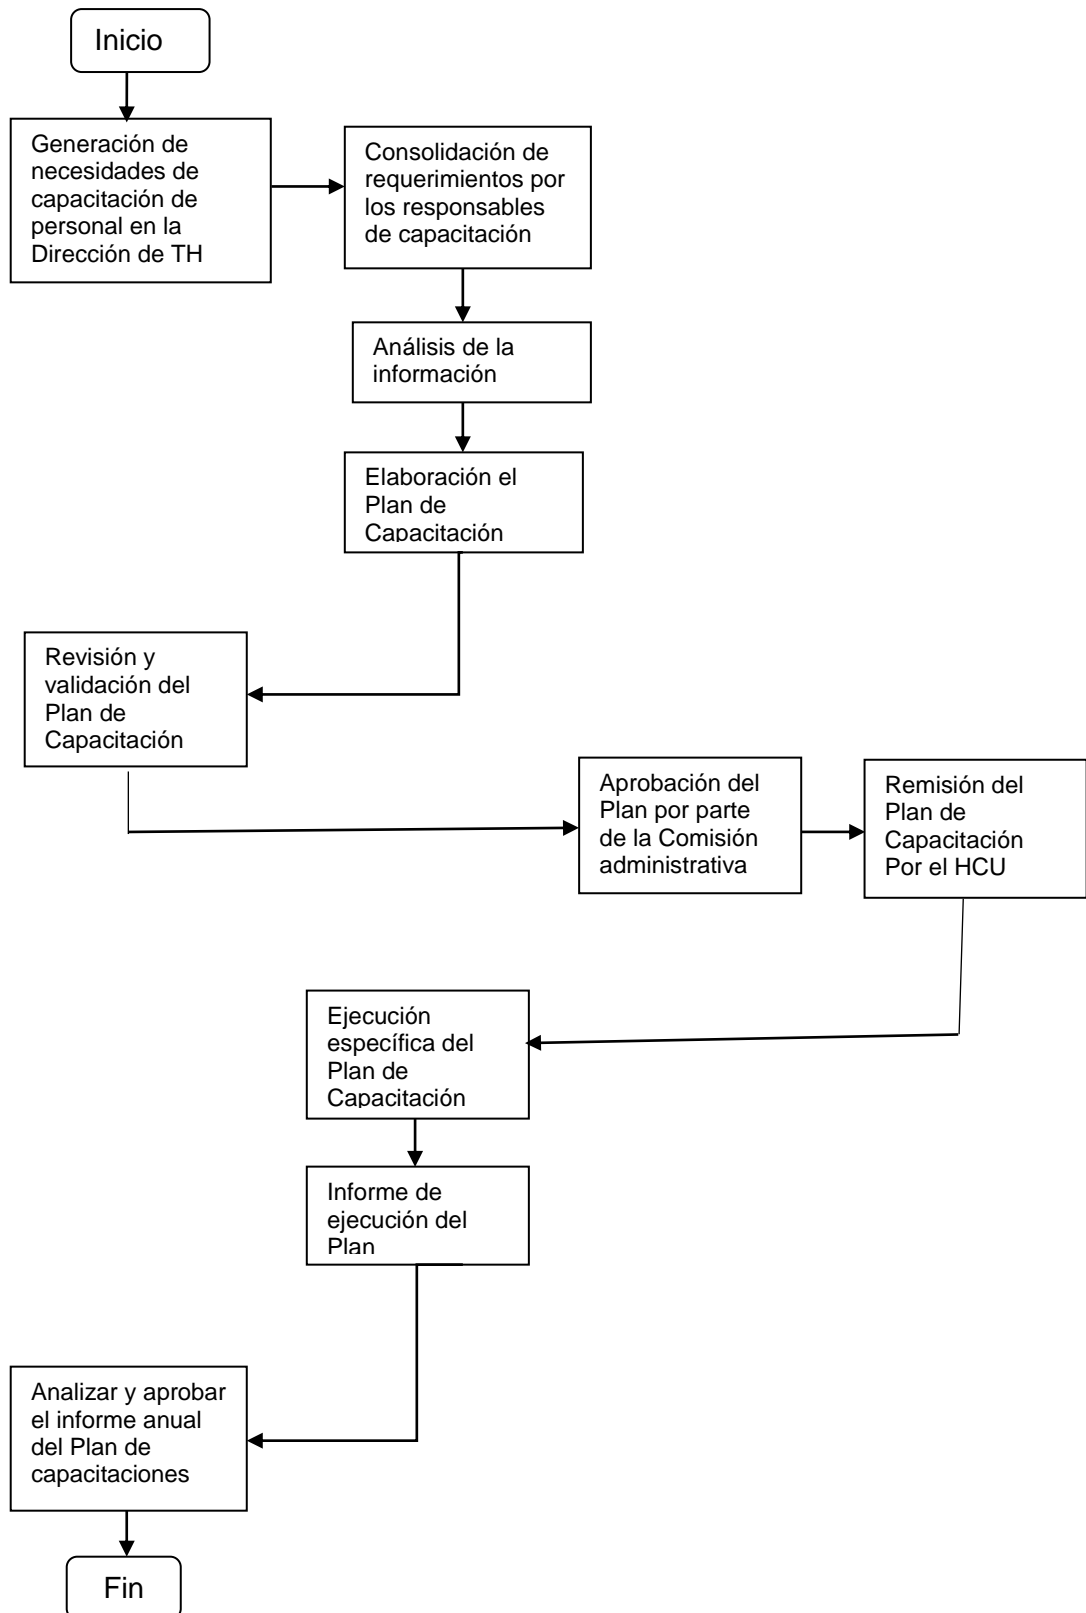 Inicio
Generación de
necesidades de
capacitación de
personal en la
Dirección de TH
Consolidación de
requerimientos por
los responsables
de capacitación
Análisis de la
información
Elaboración el
Plan de
Capacitación
Revisión y
validación del
Plan de
Capacitación
Aprobación del
Plan por parte
de la Comisión
administrativa
Remisión del
Plan de
Capacitación
Por el HCU
Ejecución
específica del
Plan de
Capacitación
Informe de
ejecución del
Plan
Analizar y aprobar
el informe anual
del Plan de
capacitaciones
Fin